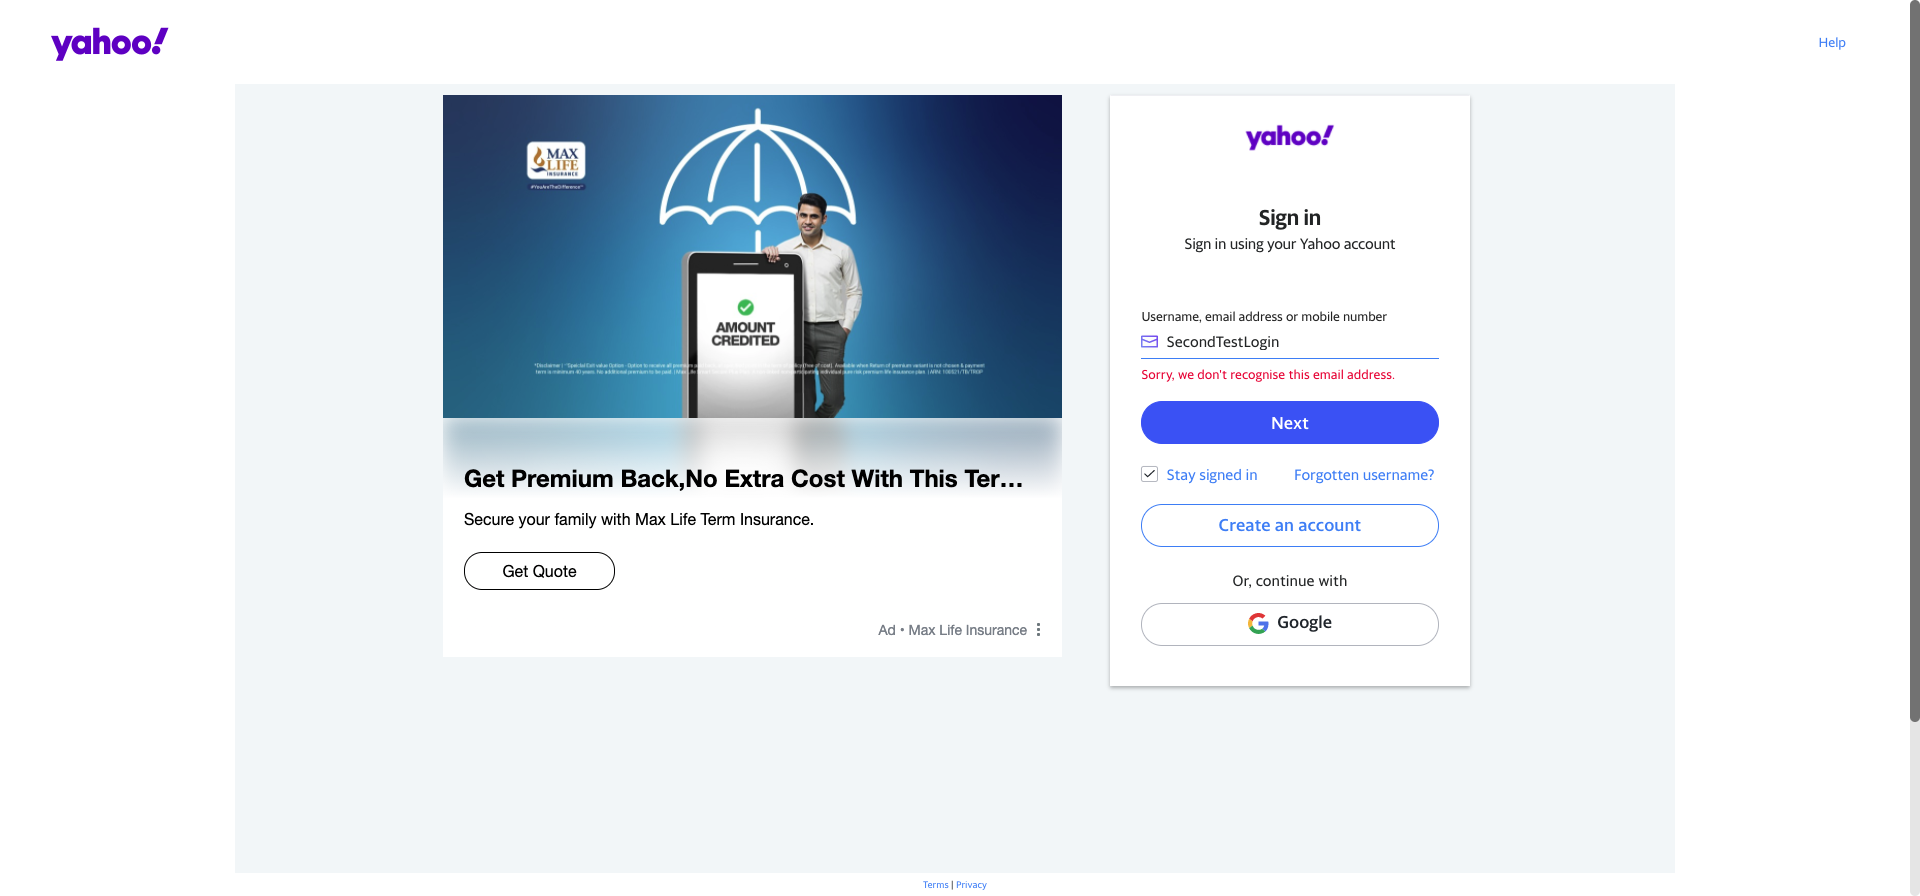 yahoo!
Help
MAX
LIFE
INSURANCE
#YouAreTheDifference™
AMOUNT
CREDITED
Get Premium Back,No Extra Cost With This Ter...
Secure your family with Max Life Term Insurance.
Get Quote
Ad • Max Life Insurance
yahoo!
Sign in
Sign in using your Yahoo account
Username, email address or mobile number
SecondTestLogin
Sorry, we don't recognise this email address.
Next
Stay signed in
Forgotten username?
Create an account
Or, continue with
Google
Terms | Privacy